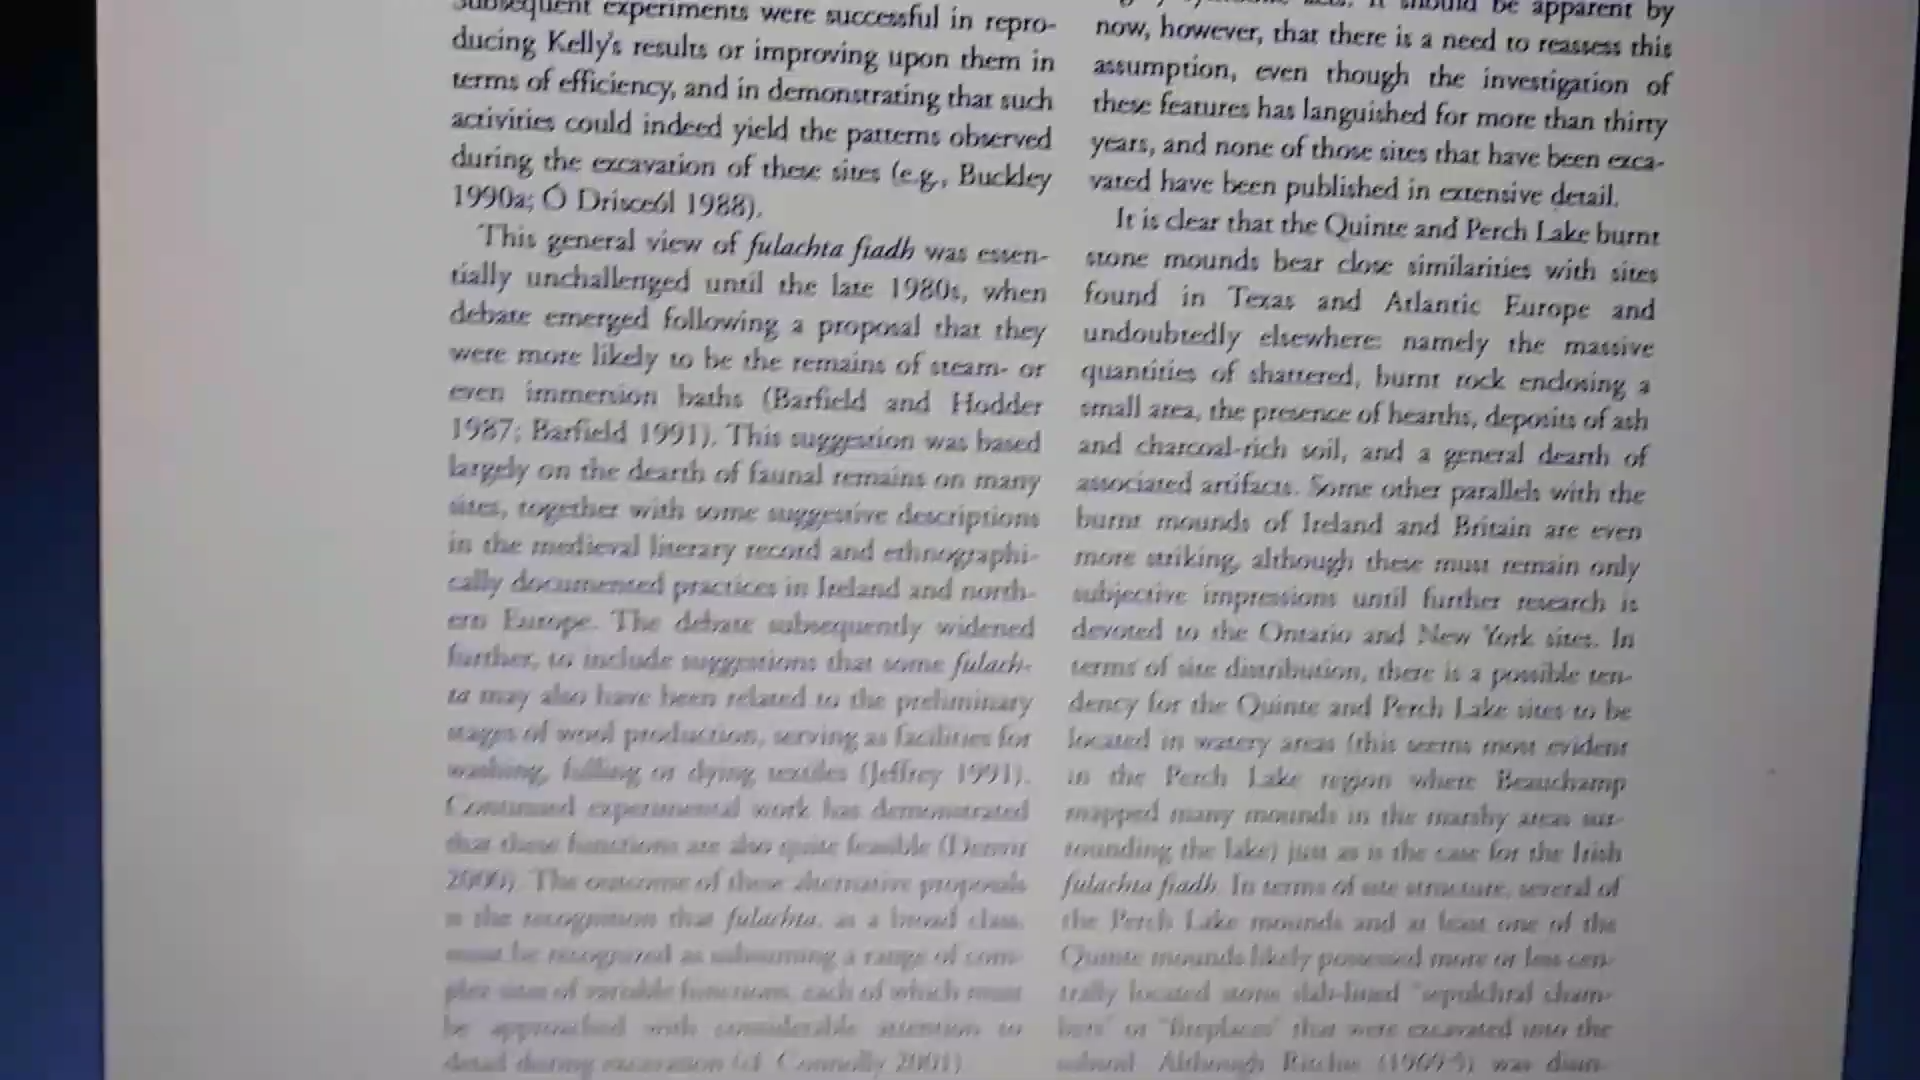 Subsequent experiments were successful in repro-
ducing Kelly's results or improving upon them in
terms of efficiency, and in demonstrating that such
activities could indeed yield the patterns observed
during the excavation of these sites (e.g., Buckley
1990a; Ó Drisceól 1988).
This general view of fulachta fiadh was essen-
tially unchallenged until the late 1980s, when
debate emerged following a proposal that they
were more likely to be the remains of steam- or
even immersion baths (Barfield and Hodder
1987; Barfield 1991). This suggestion was based
largely on the dearth of faunal remains on many
sites, together with some suggestive descriptions
in the medieval literary record and ethnographi-
cally documented practices in Ireland and north-
ern Europe. The debate subsequently widened
further, to include suggestions that some fulach-
ta may also have been related to the preliminary
stages of wool production, serving as facilities for
washing, fulling or dying textiles (Jeffrey 1991).
Continued experimental work has demonstrated
that these functions are also quite feasible (Denvir
2000). The outcome of these alternative proposals
is the recognition that fulachta, as a broad class,
must be recognized as subsuming a range of com-
plex sites of variable functions, each of which must
be approached with considerable attention to
detail during excavation (cf. Connolly 2001).
be apparent by
now, however, that there is a need to reassess this
assumption, even though the investigation of
these features has languished for more than thirty
years, and none of those sites that have been exca-
vated have been published in extensive detail.
It is clear that the Quinte and Perch Lake burnt
stone mounds bear close similarities with sites
found in Texas and Atlantic Europe and
undoubtedly elsewhere: namely the massive
quantities of shattered, burnt rock enclosing a
small area, the presence of hearths, deposits of ash
and charcoal-rich soil, and a general dearth of
associated artifacts. Some other parallels with the
burnt mounds of Ireland and Britain are even
more striking, although these must remain only
subjective impressions until further research is
devoted to the Ontario and New York sites. In
terms of site distribution, there is a possible ten-
dency for the Quinte and Perch Lake sites to be
located in watery areas (this seems most evident
in the Perch Lake region where Beauchamp
mapped many mounds in the marshy areas sur-
rounding the lake) just as is the case for the Irish
fulachta fiadh. In terms of site structure, several of
the Perch Lake mounds and at least one of the
Quinte mounds likely possessed more or less cen-
trally located stone slab-lined "sepulchral cham-
bers" or "fireplaces" that were excavated into the
subsoil. Although Ritchie (1969:5) was